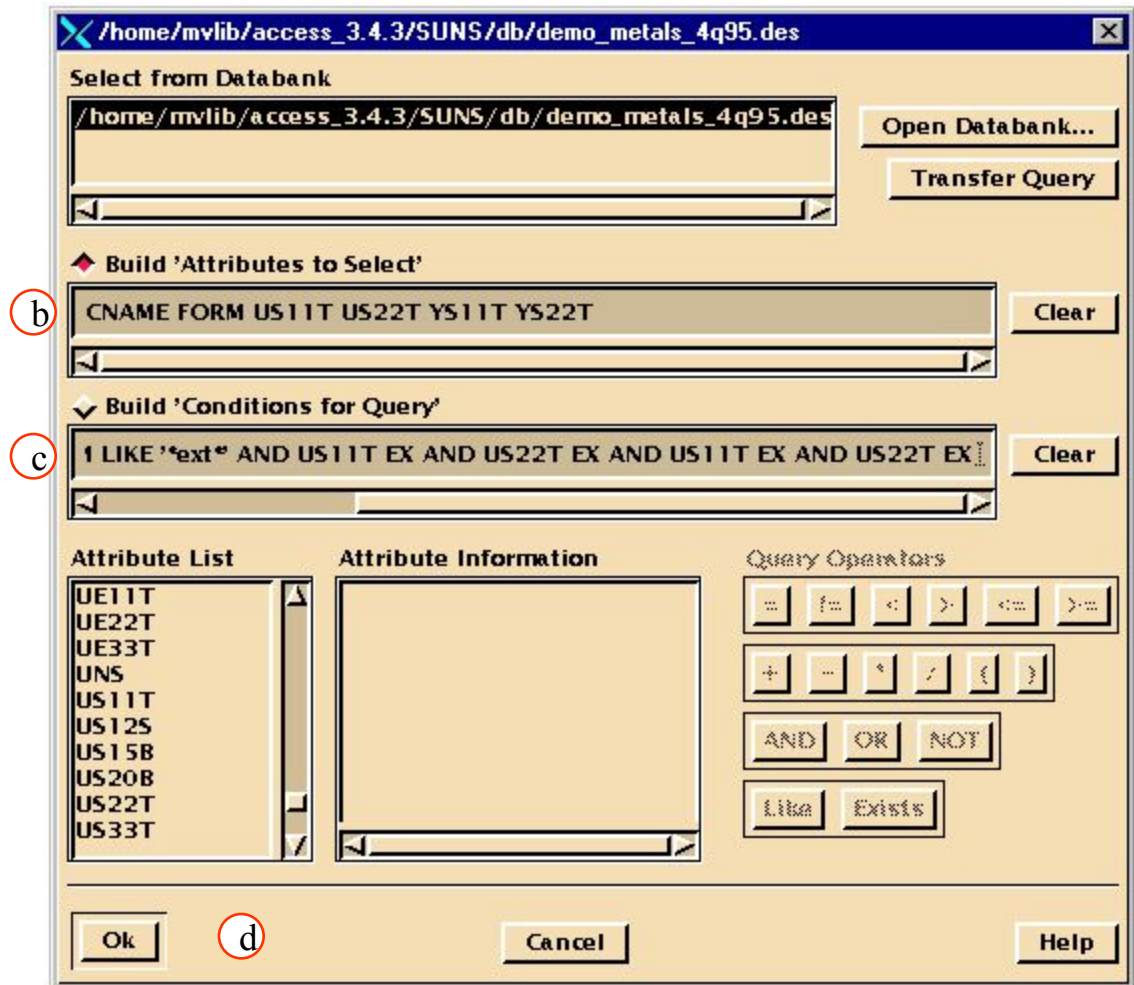 /home/mvlib/access_3.4.3/SUNS/db/demo_metals_4q95.des
Select from Databank
/home/mvlib/access_3.4.3/SUNS/db/demo_metals_4q95.des
Open Databank...
Transfer Query
Build 'Attributes to Select'
b
CNAME FORM US11T US22T YS11T YS22T
Clear
Build 'Conditions for Query'
c
LIKE '*ext*' AND US11T EX AND US22T EX AND US11T EX AND US22T EX
Clear
Attribute List
Attribute Information
Query Operators
UE11T
UE22T
UE33T
UNS
US11T
US12S
US15B
US20B
US22T
US33T
= != < > <= >=
+ - * / ( )
AND OR NOT
Like Exists
Ok
d
Cancel
Help